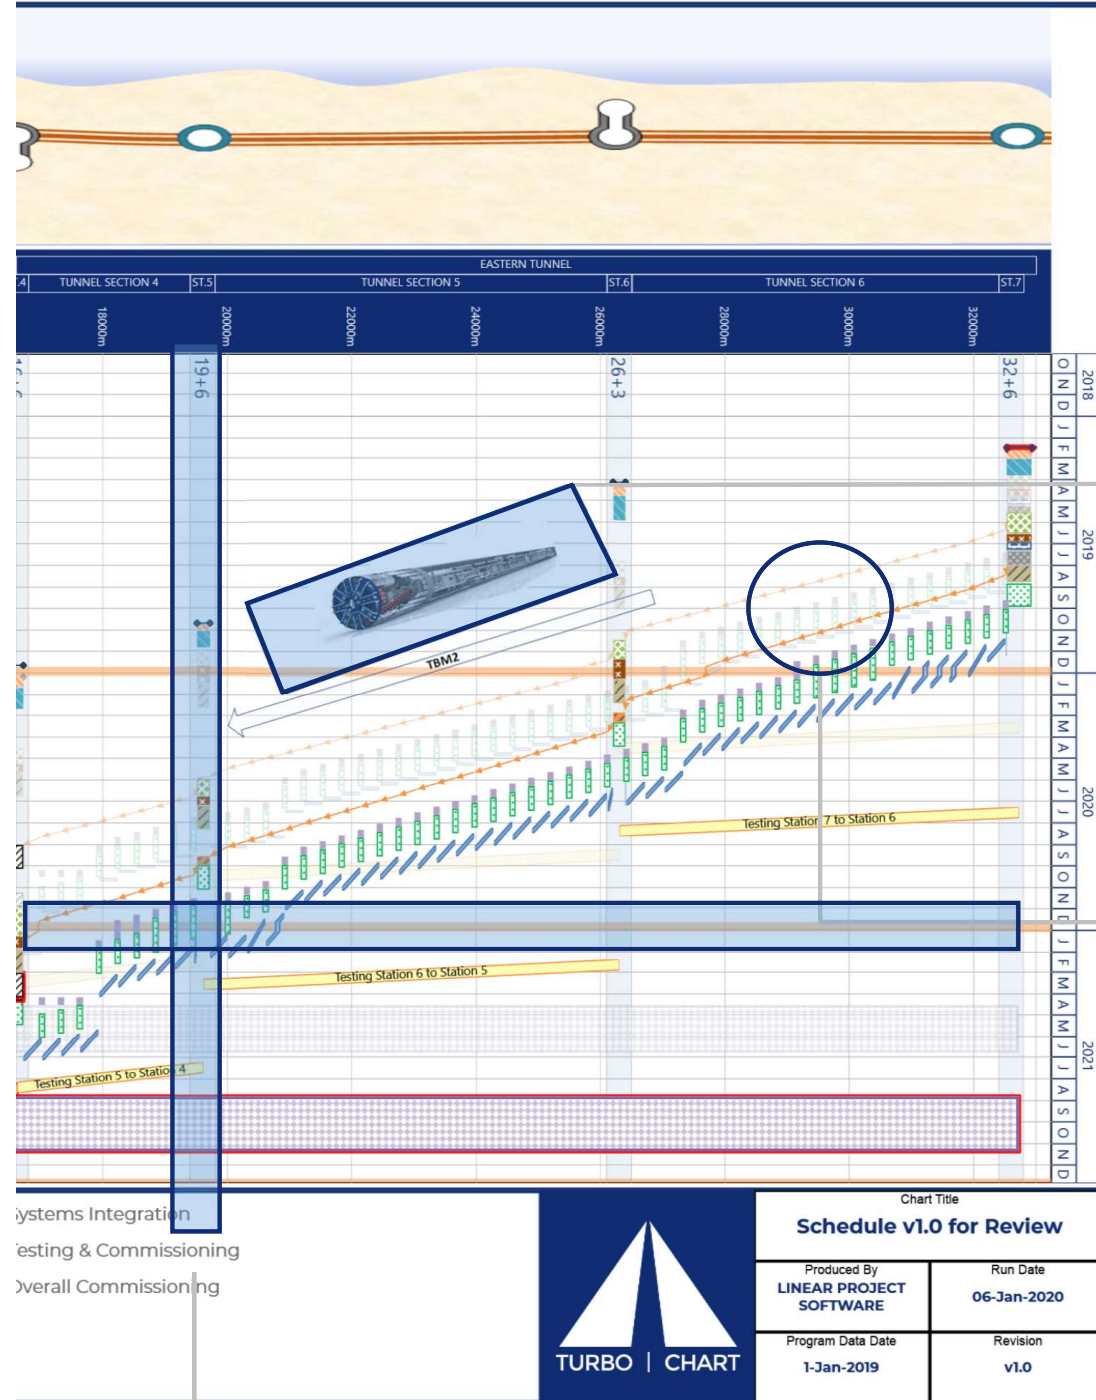 EASTERN TUNNEL
.4 TUNNEL SECTION 4 ST.5 TUNNEL SECTION 5 ST.6 TUNNEL SECTION 6 ST.7
18000m 20000m 22000m 24000m 26000m 28000m 30000m 32000m
19+6 26+3 32+6
2018
O
N
D
2019
J
F
M
A
M
J
J
A
S
O
N
D
2020
J
F
M
A
M
J
J
A
S
O
N
D
2021
J
F
M
A
M
J
J
A
S
O
N
D
TBM2
Testing Station 7 to Station 6
Testing Station 6 to Station 5
Testing Station 5 to Station 4
ystems Integration
esting & Commissioning
Overall Commissioning
TURBO | CHART
Chart Title
Schedule v1.0 for Review
Produced By
LINEAR PROJECT
SOFTWARE
Run Date
06-Jan-2020
Program Data Date
1-Jan-2019
Revision
v1.0